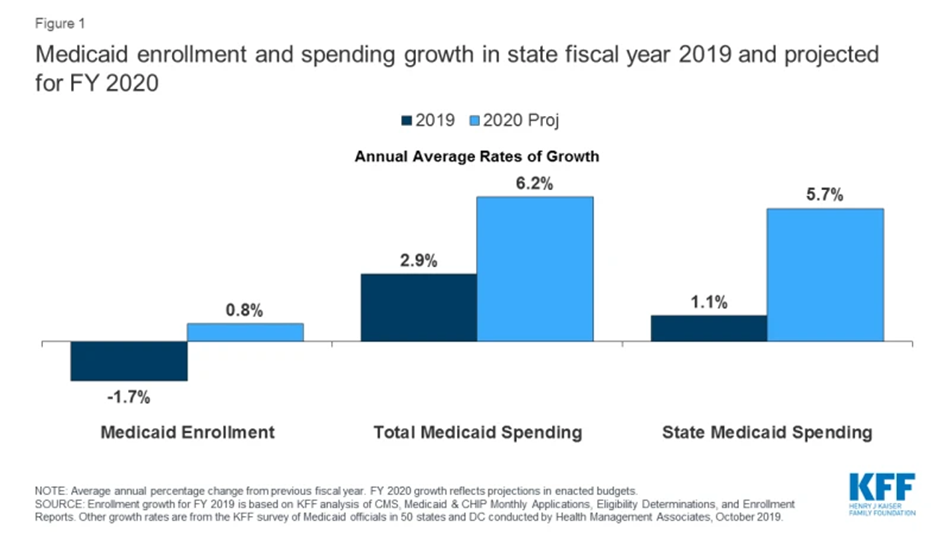 Figure 1
Medicaid enrollment and spending growth in state fiscal year 2019 and projected
for FY 2020
2019 2020 Proj
Annual Average Rates of Growth
6.2%
5.7%
2.9%
1.1%
0.8%
-1.7%
Medicaid Enrollment Total Medicaid Spending State Medicaid Spending
NOTE: Average annual percentage change from previous fiscal year. FY 2020 growth reflects projections in enacted budgets.
SOURCE: Enrollment growth for FY 2019 is based on KFF analysis of CMS, Medicaid & CHIP Monthly Applications, Eligibility Determinations, and Enrollment
Reports. Other growth rates are from the KFF survey of Medicaid officials in 50 states and DC conducted by Health Management Associates, October 2019.
KFF
HENRY J KAISER
FAMILY FOUNDATION